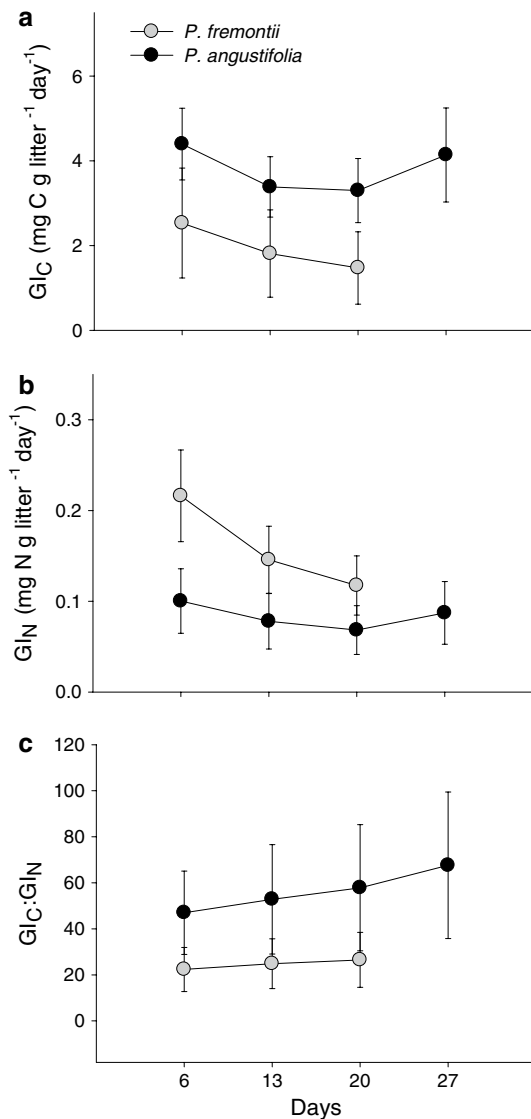 a
P. fremontii
P. angustifolia
6
4
2
0
GIC (mg C g litter -1 day-1)
b
0.3
0.2
0.1
0.0
GIN (mg N g litter -1 day-1)
c
120
100
80
60
40
20
0
GIC:GIN
6 13 20 27
Days